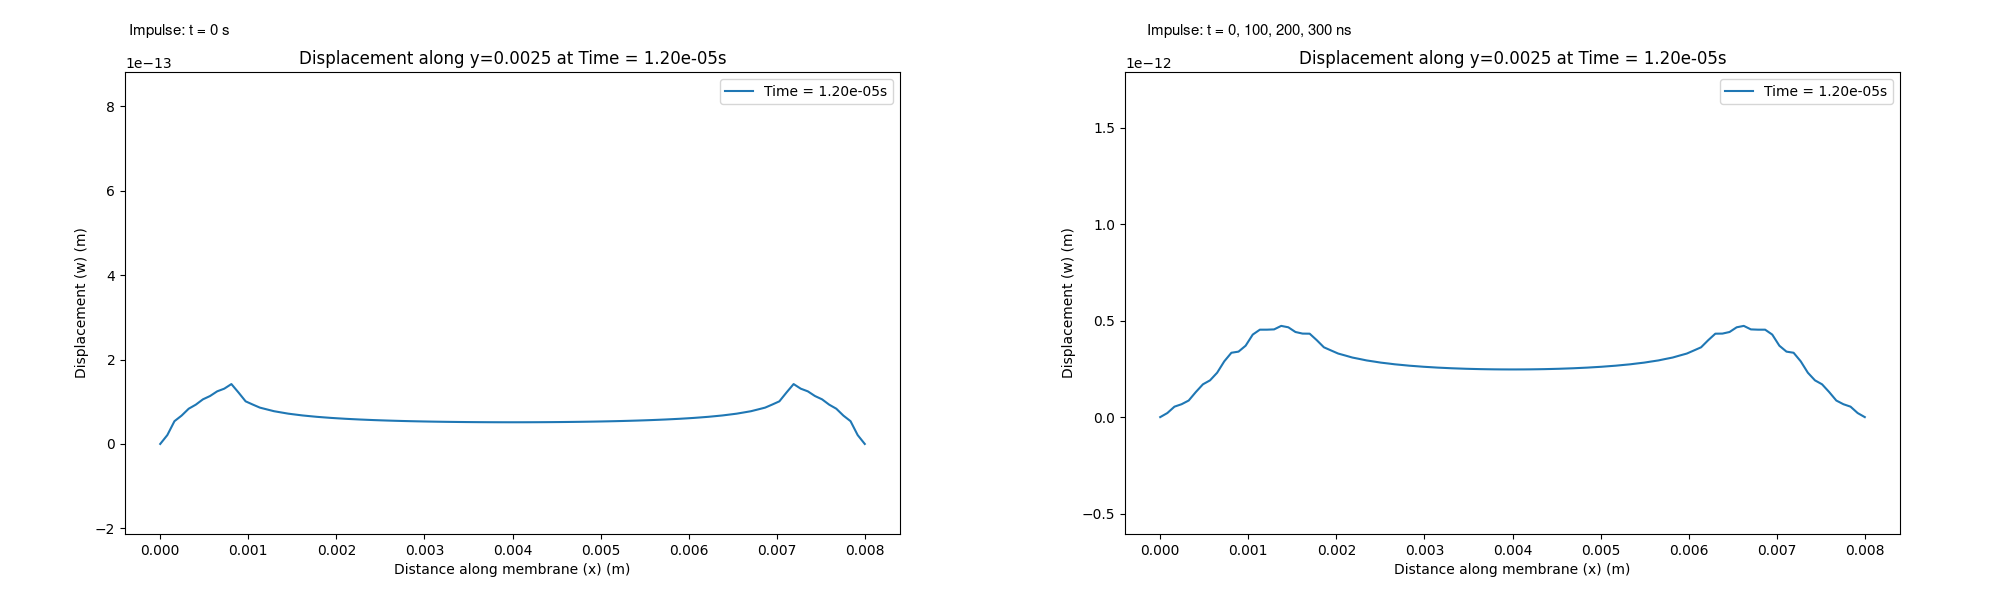 Impulse: t = 0 s
Displacement along y=0.0025 at Time = 1.20e-05s
1e−13
Time = 1.20e-05s
8
6
4
2
0
−2
Displacement (w) (m)
0.000 0.001 0.002 0.003 0.004 0.005 0.006 0.007 0.008
Distance along membrane (x) (m)
Impulse: t = 0, 100, 200, 300 ns
Displacement along y=0.0025 at Time = 1.20e-05s
1e−12
Time = 1.20e-05s
1.5
1.0
0.5
0.0
−0.5
Displacement (w) (m)
0.000 0.001 0.002 0.003 0.004 0.005 0.006 0.007 0.008
Distance along membrane (x) (m)